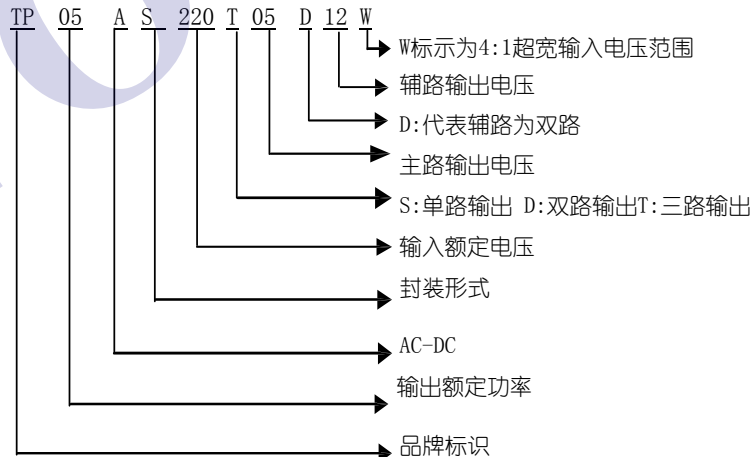 TP 05 A S 220 T 05 D 12 W
W标示为4:1超宽输入电压范围
辅路输出电压
D:代表辅路为双路
主路输出电压
S:单路输出 D:双路输出T:三路输出
输入额定电压
封装形式
AC-DC
输出额定功率
品牌标识